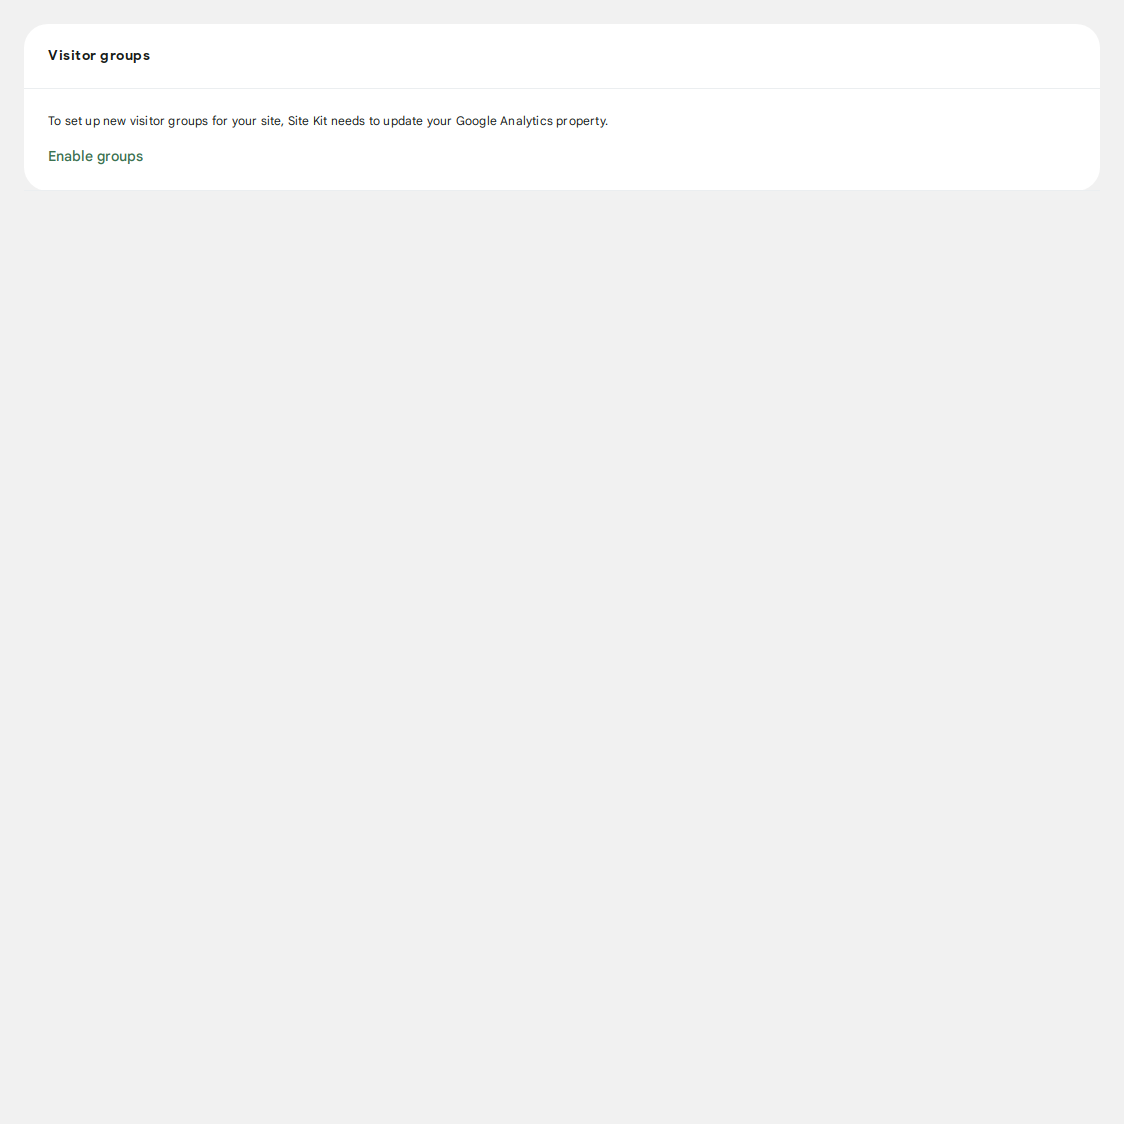 Visitor groups
To set up new visitor groups for your site, Site Kit needs to update your Google Analytics property.
Enable groups